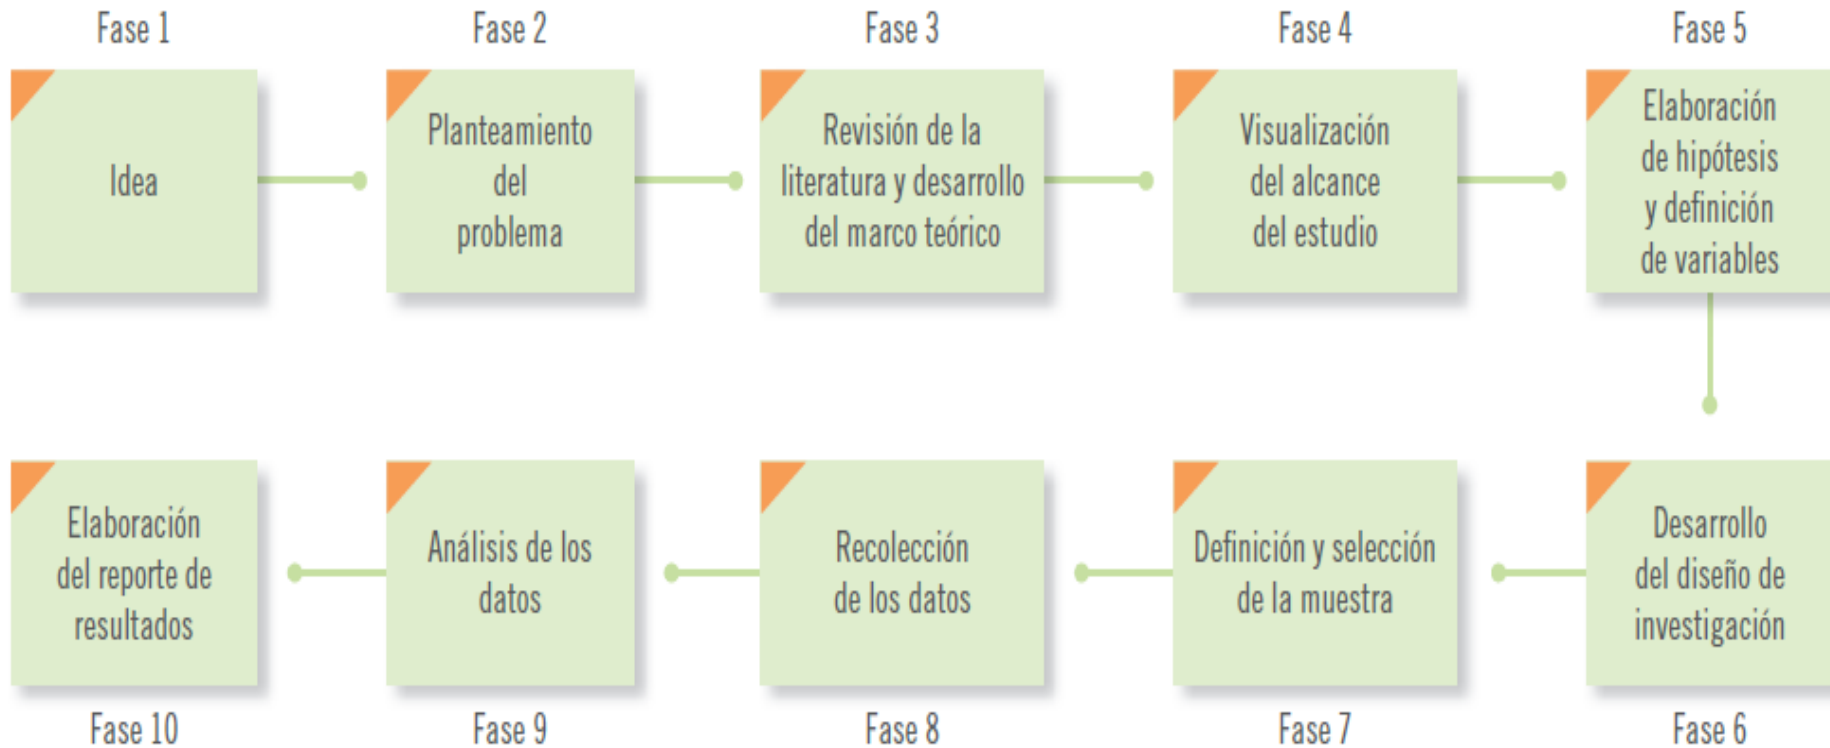 Fase 1
Idea
Fase 2
Planteamiento
del
problema
Fase 3
Revisión de la
literatura y desarrollo
del marco teórico
Fase 4
Visualización
del alcance
del estudio
Fase 5
Elaboración
de hipótesis
y definición
de variables
Desarrollo
del diseño de
investigación
Fase 6
Definición y selección
de la muestra
Fase 7
Recolección
de los datos
Fase 8
Análisis de los
datos
Fase 9
Elaboración
del reporte de
resultados
Fase 10